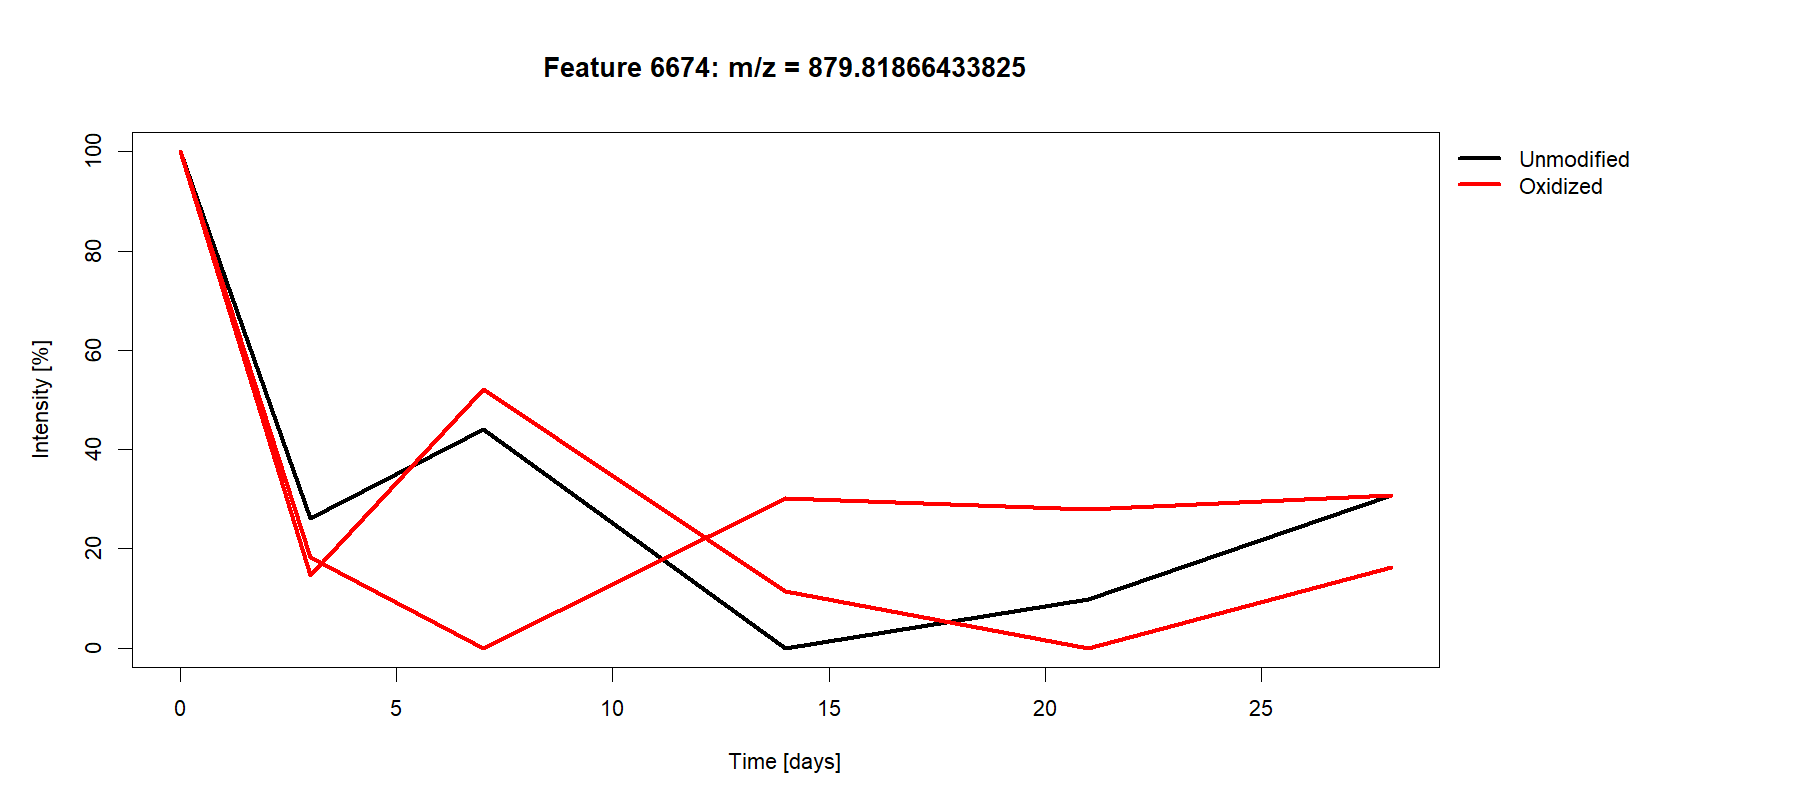 Feature 6674: m/z = 879.81866433825
Unmodified
Oxidized
100
80
60
40
20
0
Intensity [%]
0 5 10 15 20 25
Time [days]